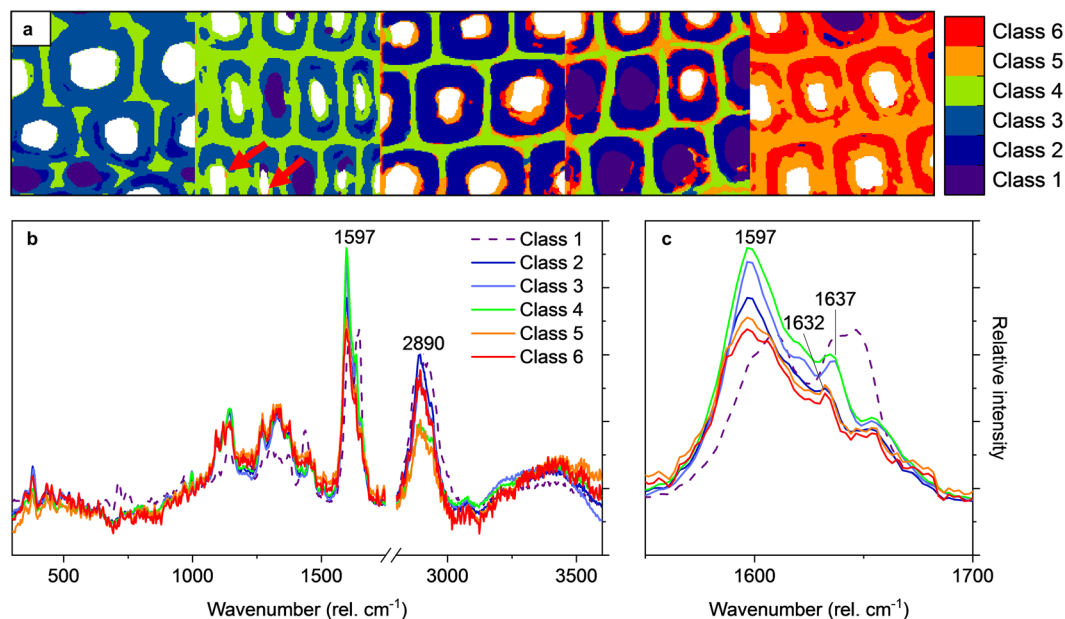 a
Class 6
Class 5
Class 4
Class 3
Class 2
Class 1
b
1597
2890
Class 1
Class 2
Class 3
Class 4
Class 5
Class 6
500
1000
1500
3000
3500
Wavenumber (rel. cm⁻¹)
c
1597
1632
1637
1600
1700
Wavenumber (rel. cm⁻¹)
Relative intensity